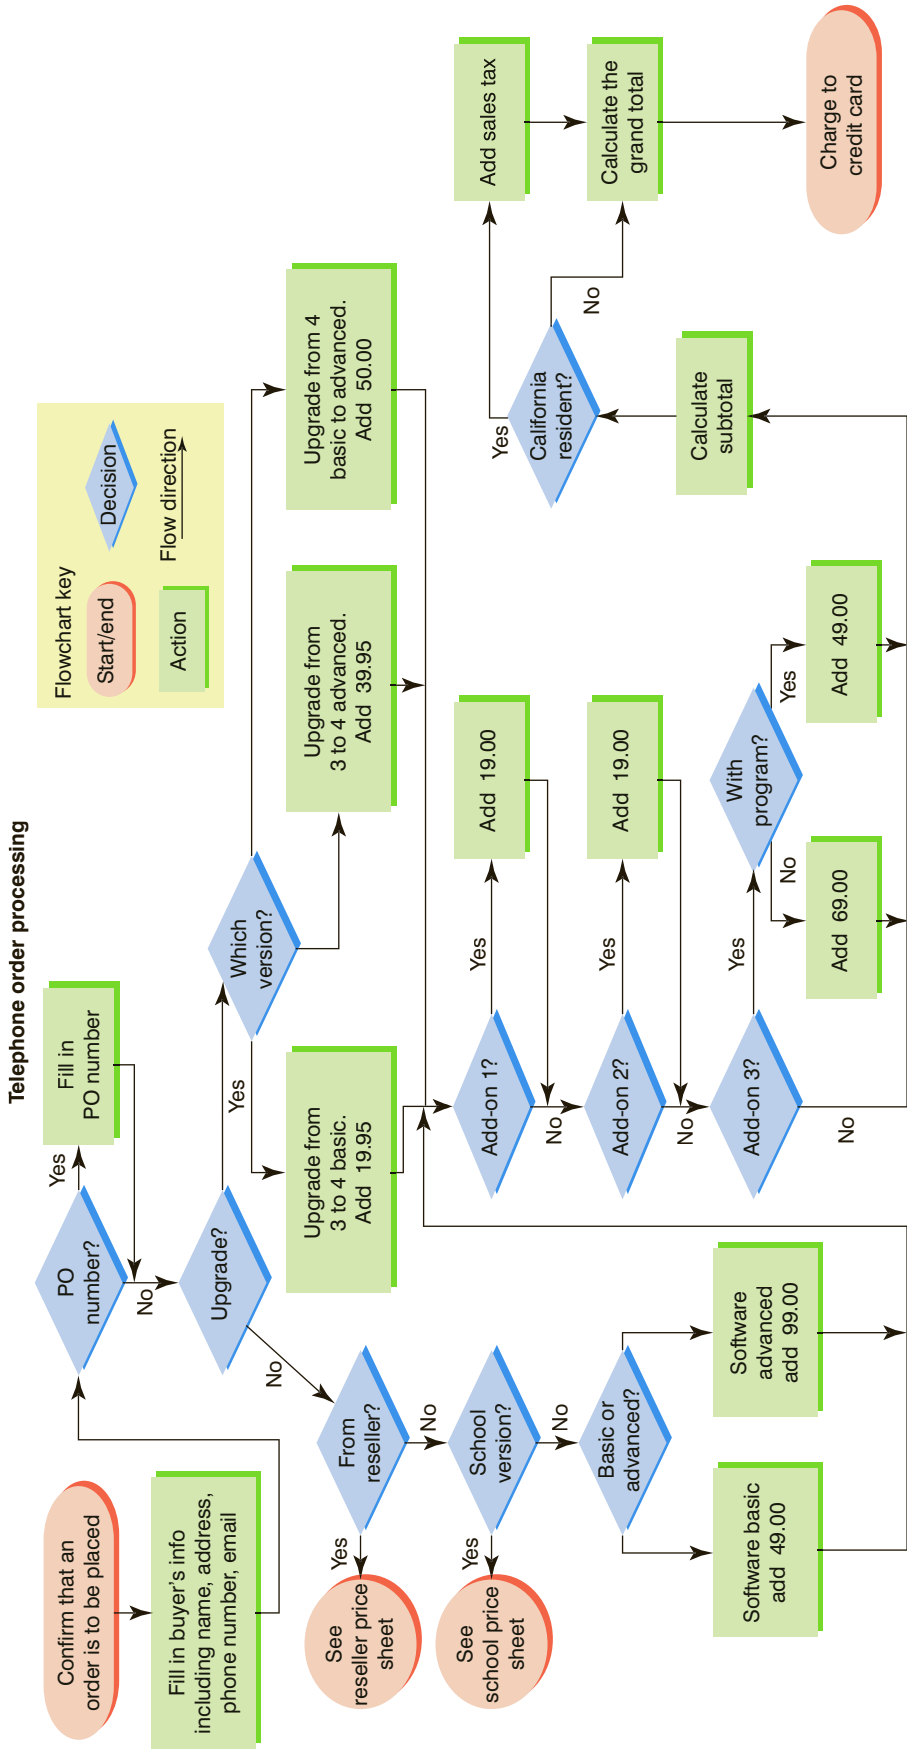 Telephone order processing
Flowchart key
Start/end
Decision
Action
Flow direction
Confirm that an
order is to be placed
Fill in buyer's info
including name, address,
phone number, email
PO
number?
Yes
Fill in
PO number
No
Upgrade?
Yes
Which
version?
Upgrade from
3 to 4 basic.
Add 19.95
Upgrade from
3 to 4 advanced.
Add 39.95
Upgrade from 4
basic to advanced.
Add 50.00
No
From
reseller?
Yes
See
reseller price
sheet
No
School
version?
Yes
See
school price
sheet
No
Basic or
advanced?
Software basic
add 49.00
Software
advanced
add 99.00
Add-on 1?
Yes
Add 19.00
No
Add-on 2?
Yes
Add 19.00
No
Add-on 3?
Yes
With
program?
No
Add 69.00
Yes
Add 49.00
No
Calculate
subtotal
California
resident?
Yes
Add sales tax
No
Calculate the
grand total
Charge to
credit card